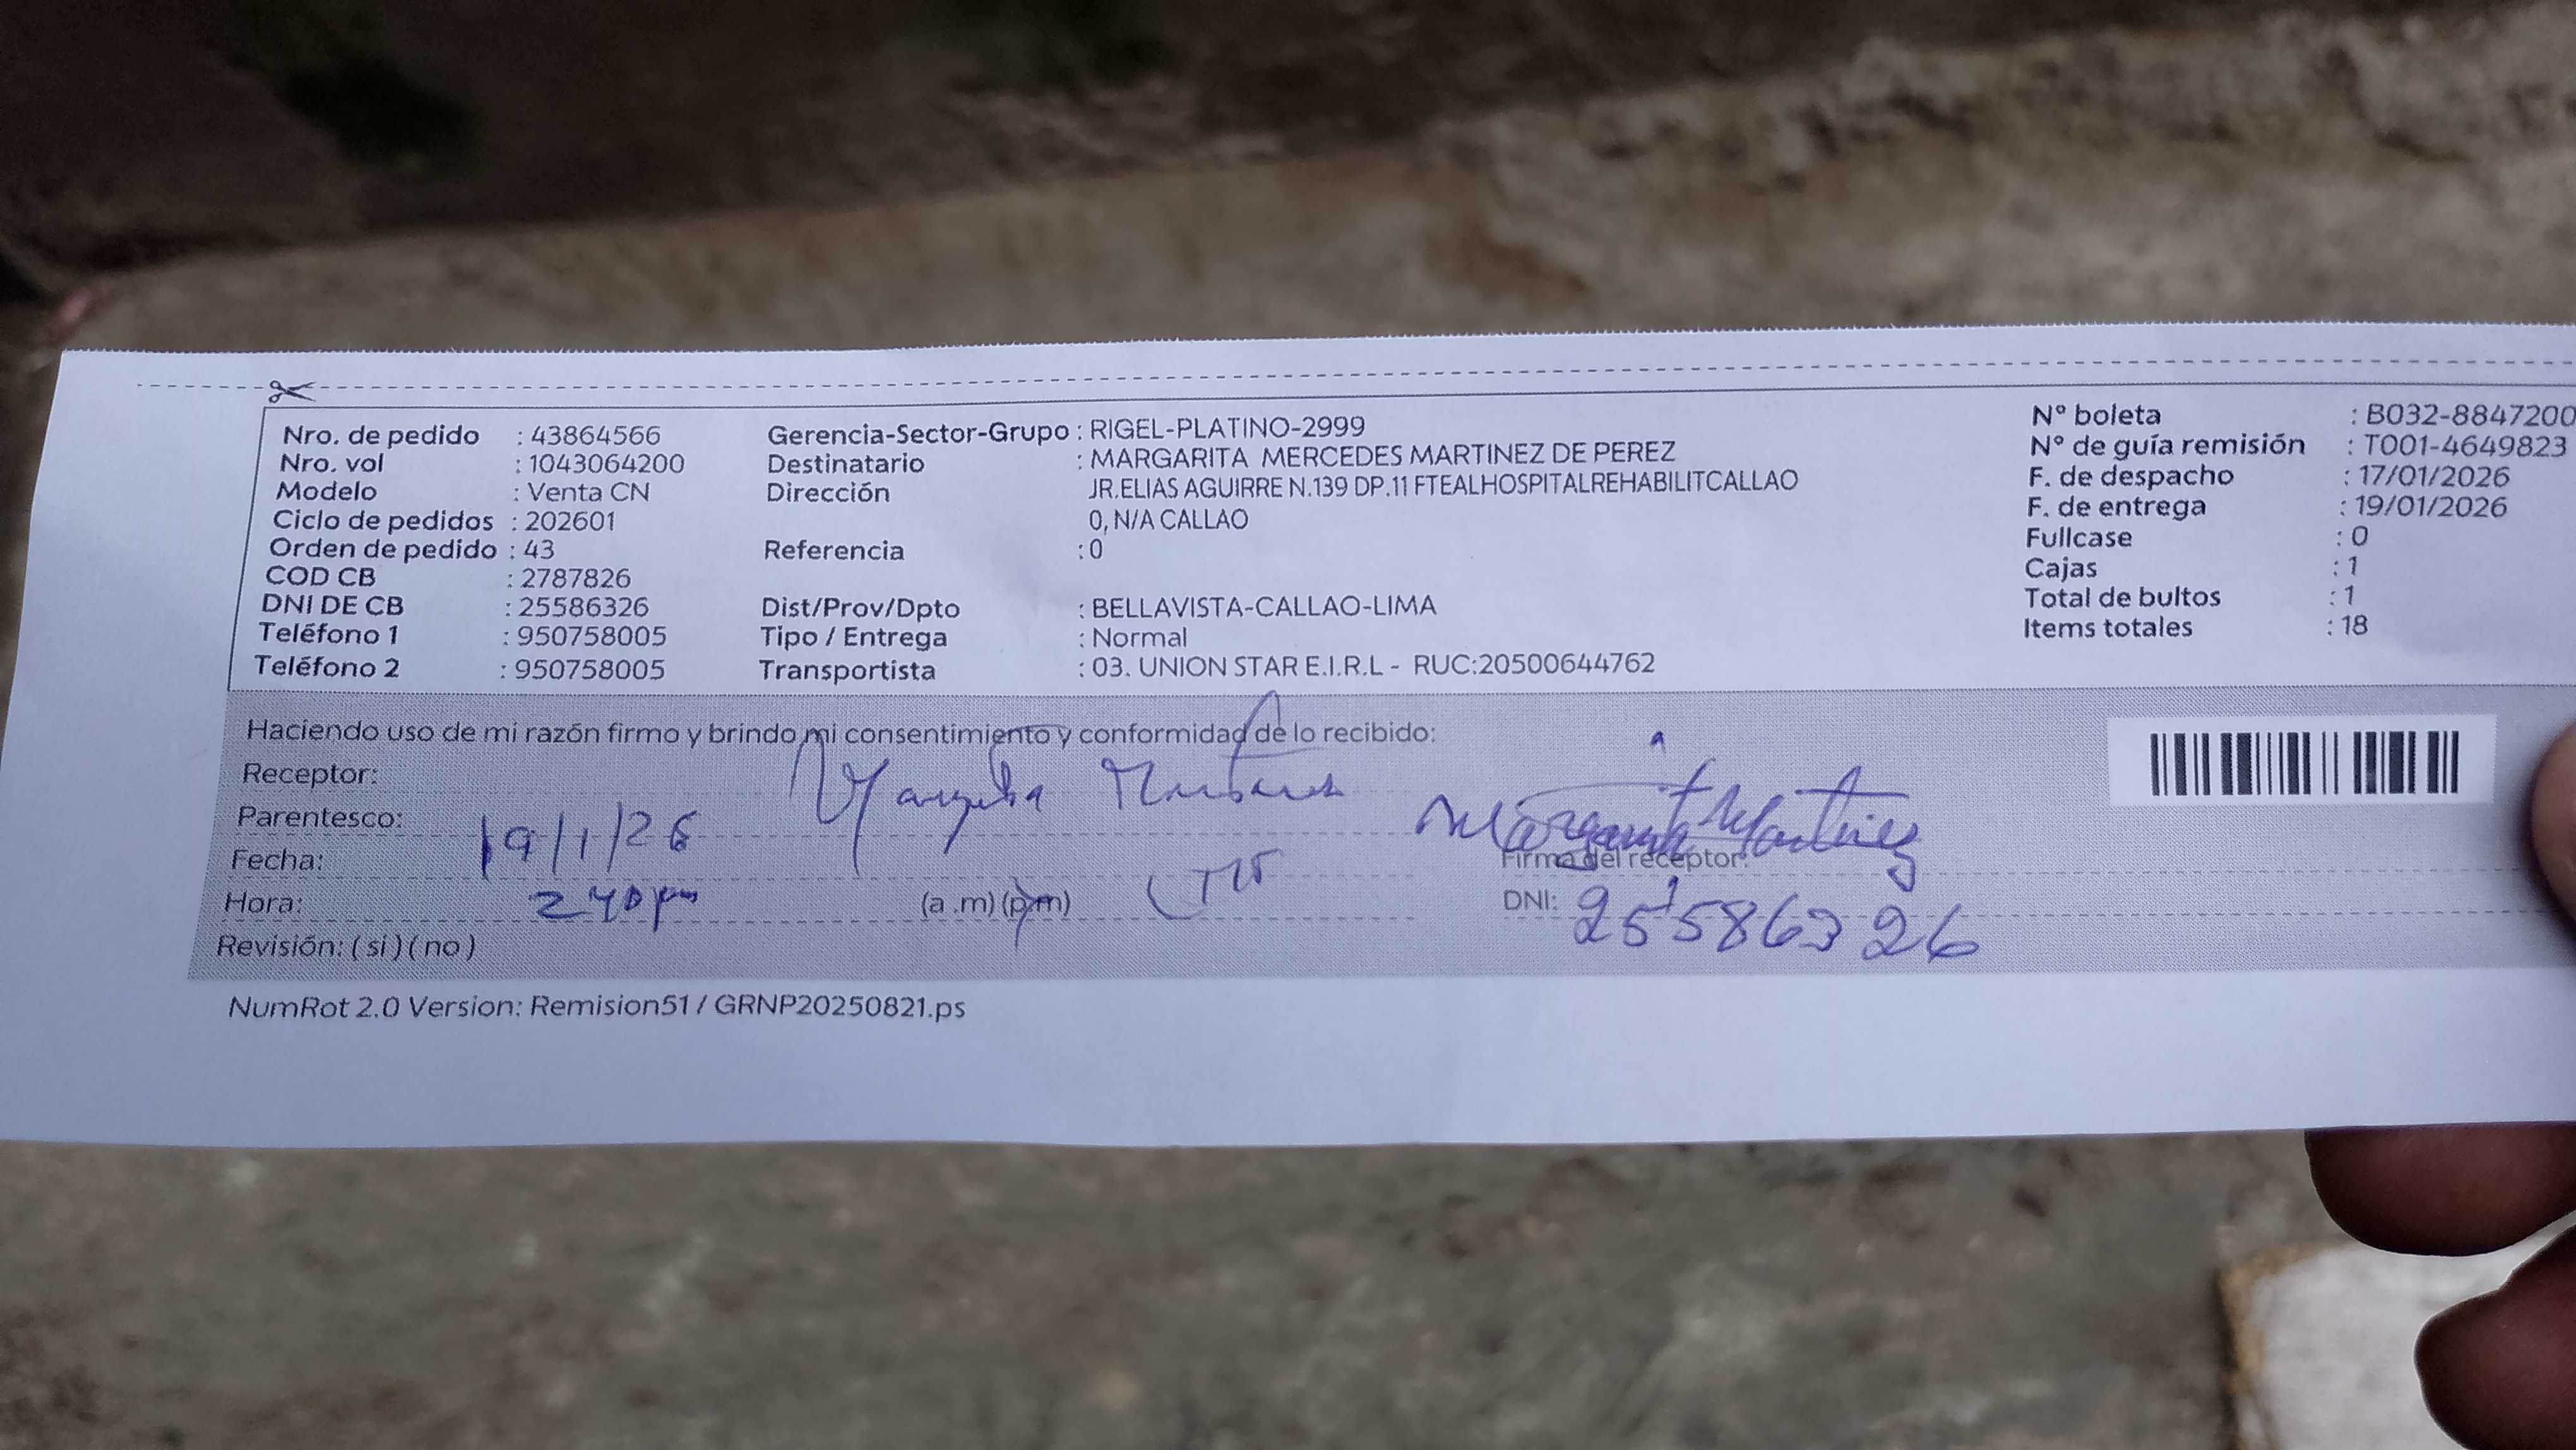 Nro. de pedido : 43864566
Nro. vol : 1043064200
Modelo : Venta CN
Ciclo de pedidos : 202601
Orden de pedido : 43
COD CB : 2787826
DNI DE CB : 25586326
Teléfono 1 : 950758005
Teléfono 2 : 950758005
Gerencia-Sector-Grupo : RIGEL-PLATINO-2999
Destinatario : MARGARITA MERCEDES MARTINEZ DE PEREZ
Dirección JR.ELIAS AGUIRRE N.139 DP.11 FTEALHOSPITALREHABILITCALLAO
0, N/A CALLAO
Referencia : 0
Dist/Prov/Dpto : BELLAVISTA-CALLAO-LIMA
Tipo / Entrega : Normal
Transportista : 03. UNION STAR E.I.R.L - RUC:20500644762
N° boleta : B032-8847200
N° de guía remisión : T001-4649823
F. de despacho : 17/01/2026
F. de entrega : 19/01/2026
Fullcase : 0
Cajas : 1
Total de bultos : 1
Items totales : 18
Haciendo uso de mi razón firmo y brindo mi consentimiento y conformidad de lo recibido:
Receptor: Margarita Martinez
Parentesco:
Fecha: 19/1/26
Hora: 240 pm (a .m) (p.m)
Revisión: ( si ) ( no )
Margarita Martinez
Firma del receptor:
DNI: 25586326
NumRot 2.0 Version: Remision51 / GRNP20250821.ps